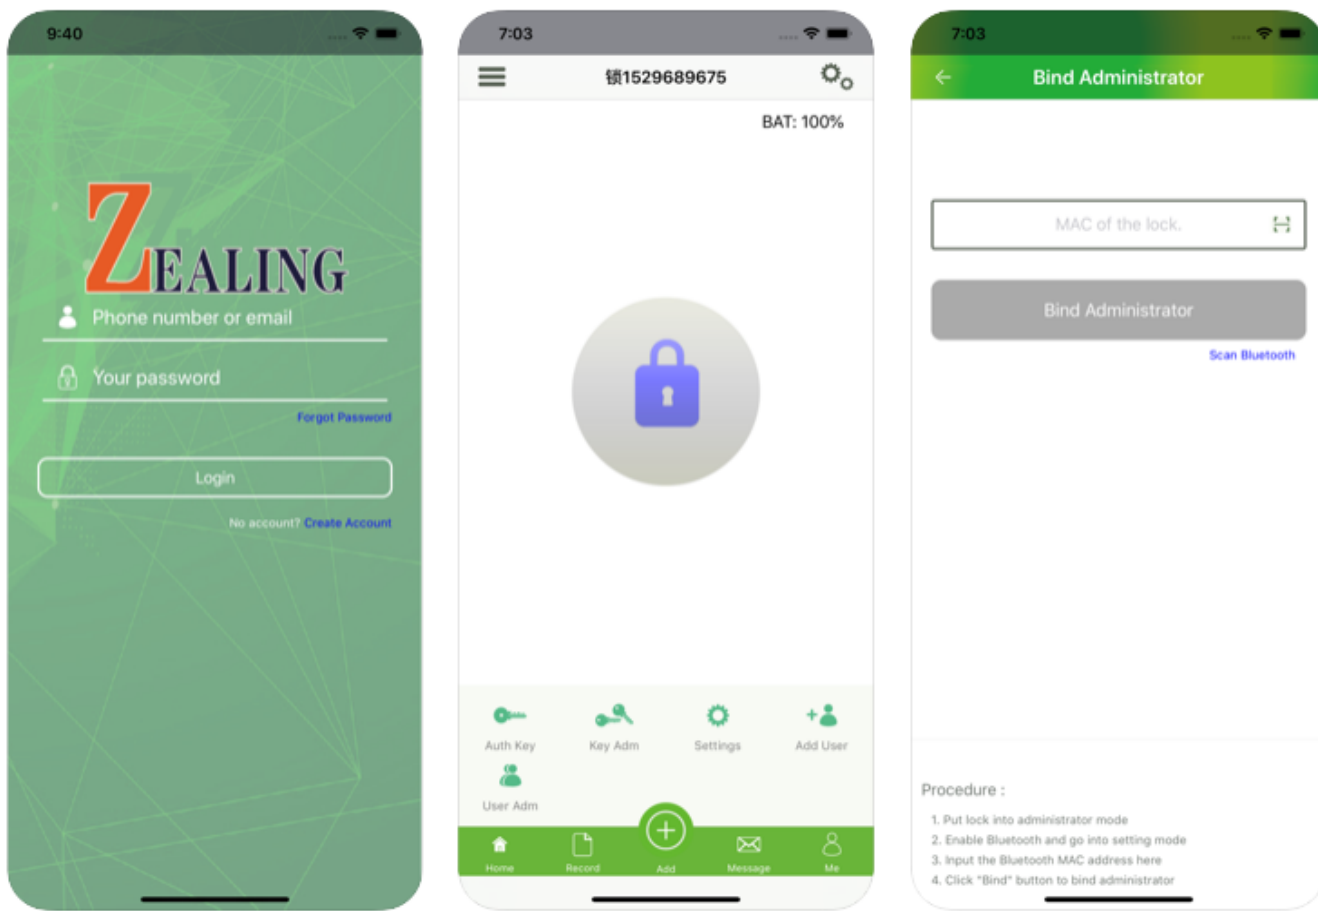 9:40
ZEALING
Phone number or email
Your password
Forgot Password
Login
No account? Create Account
7:03
锁1529689675
BAT: 100%
Auth Key
Key Adm
Settings
Add User
User Adm
Home
Record
Add
Message
Me
7:03
Bind Administrator
MAC of the lock.
Bind Administrator
Scan Bluetooth
Procedure :
1. Put lock into administrator mode
2. Enable Bluetooth and go into setting mode
3. Input the Bluetooth MAC address here
4. Click "Bind" button to bind administrator